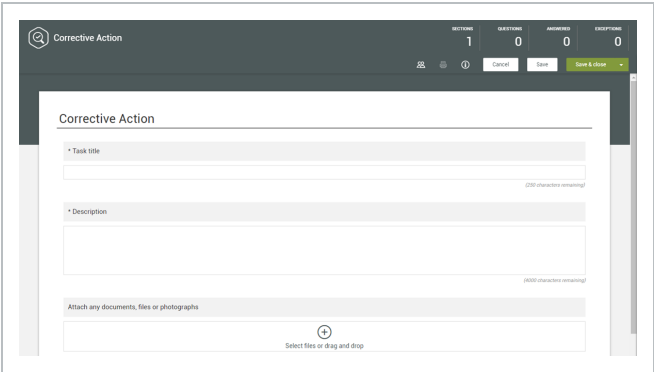 Corrective Action
SECTIONS QUESTIONS ANSWERED EXCEPTIONS
1 0 0 0
Cancel Save Save & close
Corrective Action
* Task title
(250 characters remaining)
* Description
(4000 characters remaining)
Attach any documents, files or photographs
Select files or drag and drop